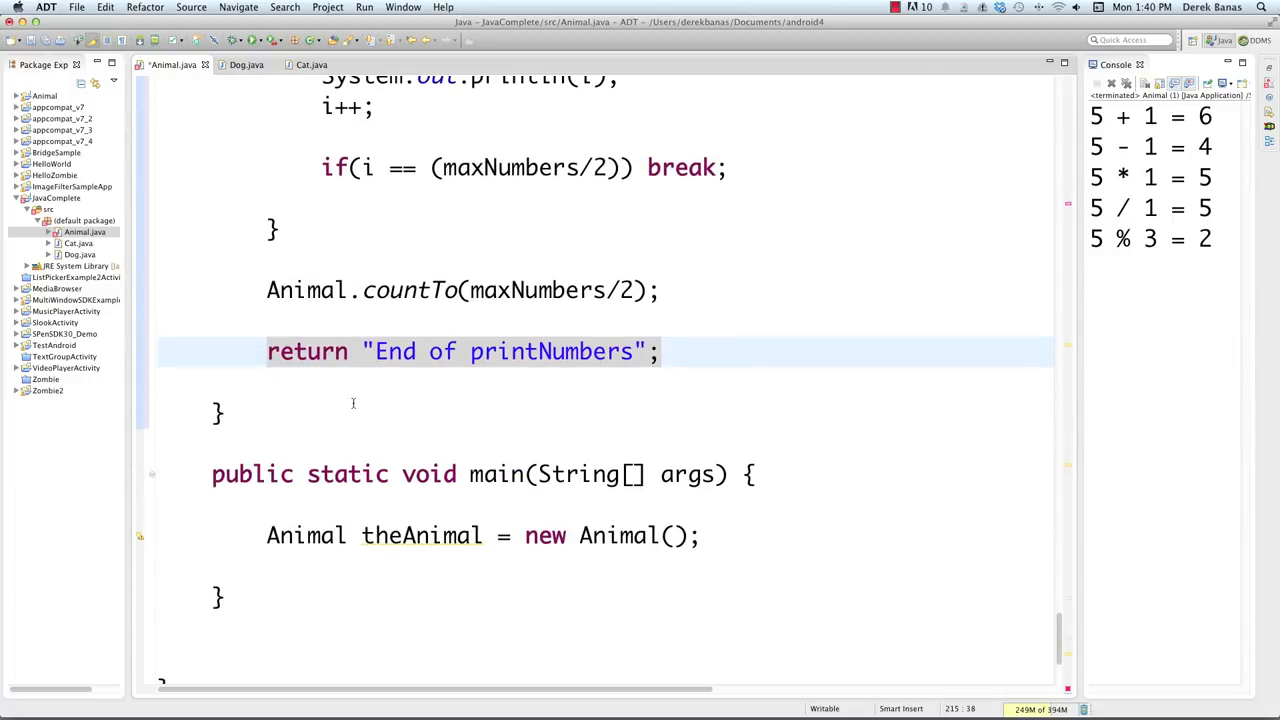 ADT File Edit Refactor Source Navigate Search Project Run Window Help 10 Mon 1:40 PM Derek Banas
Java – JavaComplete/src/Animal.java – ADT – /Users/derekbanas/Documents/android4
Quick Access Java DDMS
Package Exp
*Animal.java Dog.java Cat.java
Console
Animal
appcompat_v7
appcompat_v7_2
appcompat_v7_3
appcompat_v7_4
BridgeSample
HelloWorld
HelloZombie
ImageFilterSampleApp
JavaComplete
src
(default package)
Animal.java
Cat.java
Dog.java
JRE System Library [Ja
ListPickerExample2Activi
MediaBrowser
MultiWindowSDKExample
MusicPlayerActivity
SlookActivity
SPenSDK30_Demo
TestAndroid
TextGroupActivity
VideoPlayerActivity
Zombie
Zombie2
System.out.println(i);
i++;
if(i == (maxNumbers/2)) break;
}
Animal.countTo(maxNumbers/2);
return "End of printNumbers";
}
public static void main(String[] args) {
Animal theAnimal = new Animal();
}
<terminated> Animal (1) [Java Application] /S
5 + 1 = 6
5 - 1 = 4
5 * 1 = 5
5 / 1 = 5
5 % 3 = 2
Writable Smart Insert 215 : 38 249M of 394M